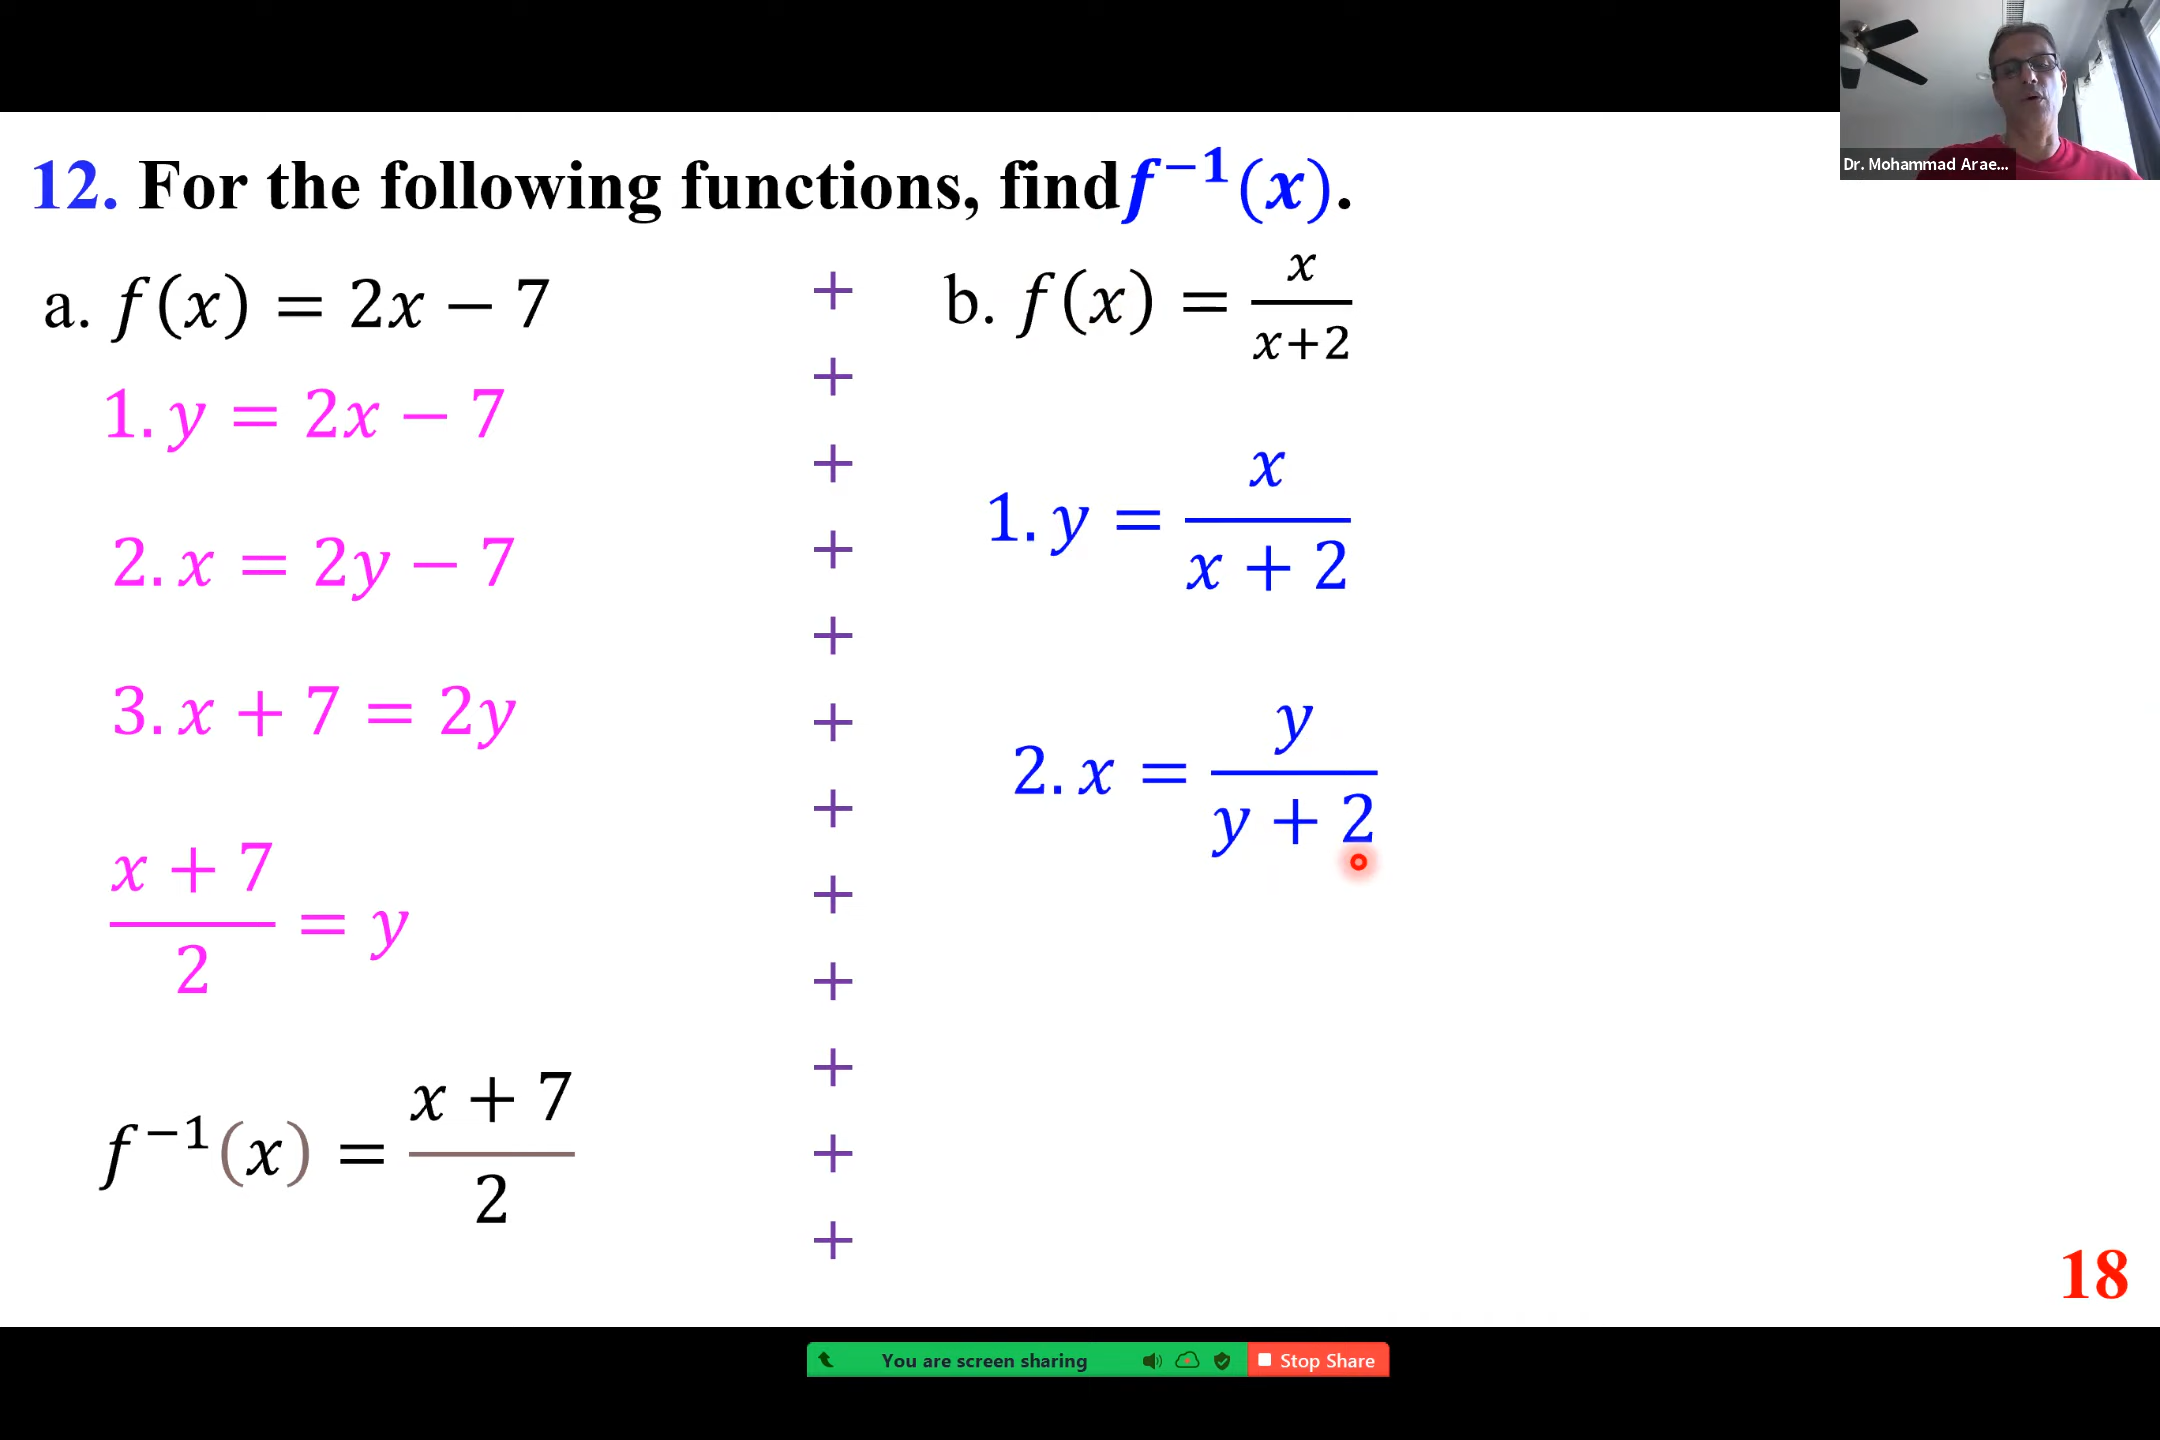 Dr. Mohammad Arae...
12. For the following functions, find f⁻¹(x).
a. f(x) = 2x − 7
1. y = 2x − 7
2. x = 2y − 7
3. x + 7 = 2y
(x + 7)/2 = y
f⁻¹(x) = (x + 7)/2
+
+
+
+
+
+
+
+
+
+
+
+
b. f(x) = x/(x+2)
1. y = x/(x + 2)
2. x = y/(y + 2)
18
You are screen sharing
Stop Share